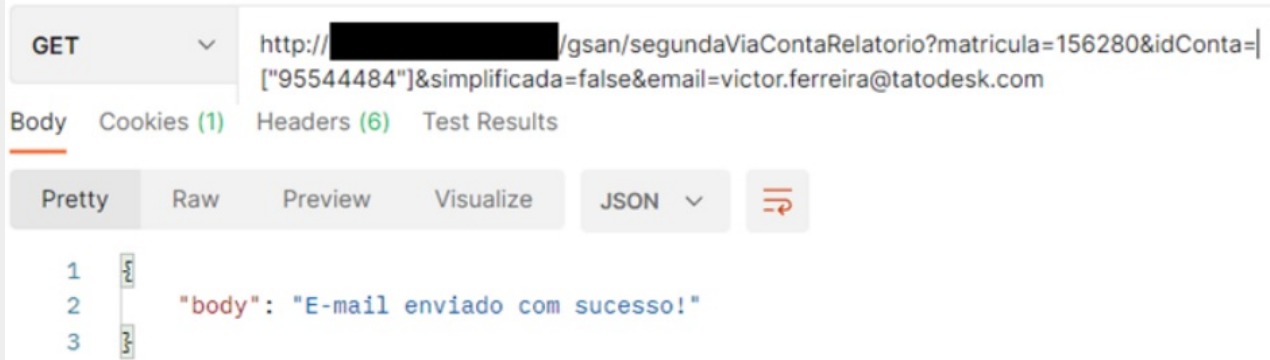 GET http:// /gsan/segundaViaContaRelatorio?matricula=156280&idConta=
["95544484"]&simplificada=false&email=victor.ferreira@tatodesk.com
Body Cookies (1) Headers (6) Test Results
Pretty Raw Preview Visualize JSON
1 {
2 "body": "E-mail enviado com sucesso!"
3 }